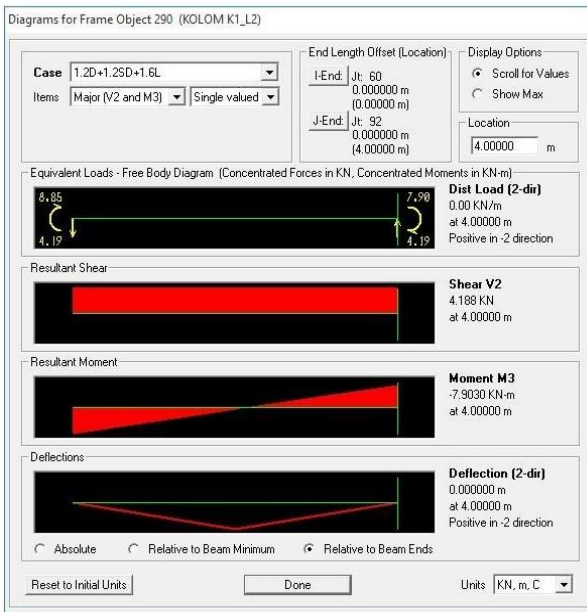 Diagrams for Frame Object 290 (KOLOM K1_L2)
Case 1.2D+1.2SD+1.6L
Items Major (V2 and M3) Single valued
End Length Offset (Location)
I-End: Jt: 60
0.000000 m
(0.00000 m)
J-End: Jt: 92
0.000000 m
(4.00000 m)
Display Options
Scroll for Values
Show Max
Location
4.00000 m
Equivalent Loads - Free Body Diagram (Concentrated Forces in KN, Concentrated Moments in KN-m)
8.85 7.90
4.19 4.19
Dist Load (2-dir)
0.00 KN/m
at 4.00000 m
Positive in -2 direction
Resultant Shear
Shear V2
4.188 KN
at 4.00000 m
Resultant Moment
Moment M3
-7.9030 KN-m
at 4.00000 m
Deflections
Deflection (2-dir)
0.000000 m
at 4.00000 m
Positive in -2 direction
Absolute Relative to Beam Minimum Relative to Beam Ends
Reset to Initial Units Done Units KN, m, C